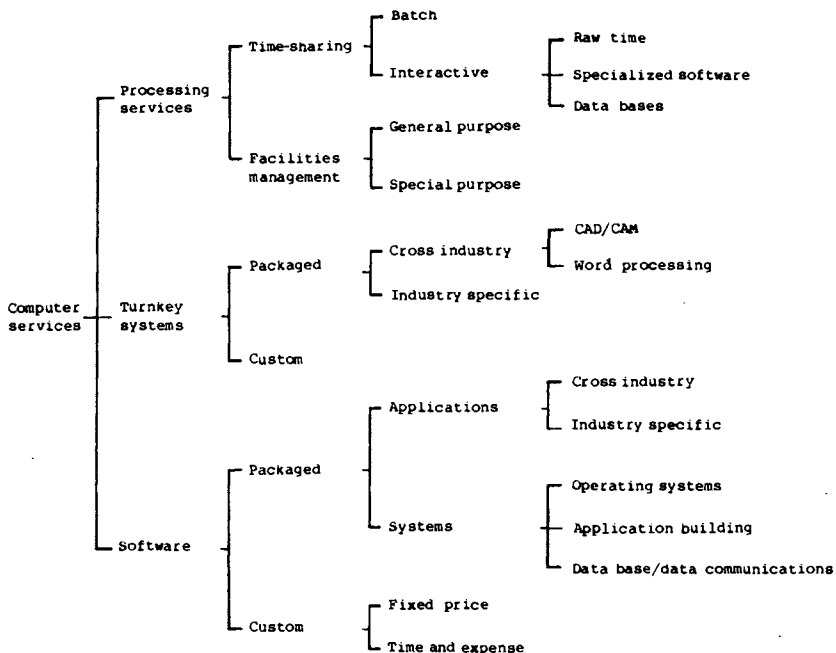 Batch
Time-sharing
Raw time
Interactive
Specialized software
Processing
services
Data bases
General purpose
Facilities
management
Special purpose
CAD/CAM
Cross industry
Packaged
Word processing
Industry specific
Computer
services
Turnkey
systems
Custom
Cross industry
Applications
Industry specific
Packaged
Operating systems
Systems
Application building
Software
Data base/data communications
Fixed price
Custom
Time and expense